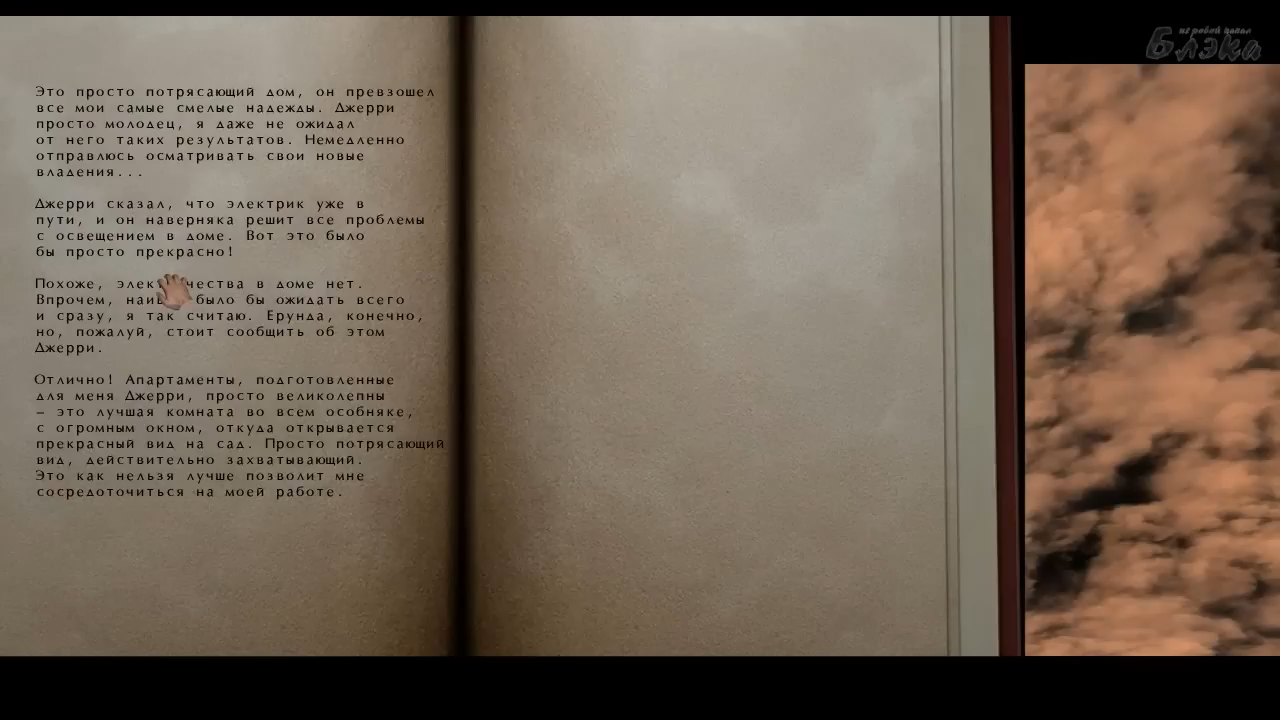 Это просто потрясающий дом, он превзошел
все мои самые смелые надежды. Джерри
просто молодец, я даже не ожидал
от него таких результатов. Немедленно
отправлюсь осматривать свои новые
владения...
Джерри сказал, что электрик уже в
пути, и он наверняка решит все проблемы
с освещением в доме. Вот это было
бы просто прекрасно!
Похоже, в доме нет.
Впрочем, было бы ожидать всего
и сразу, я так считаю. Ерунда, конечно,
но, пожалуй, стоит сообщить об этом
Джерри.
Отлично! Апартаменты, подготовленные
для меня Джерри, просто великолепны
– это лучшая комната во всем особняке,
с огромным окном, откуда открывается
прекрасный вид на сад. Просто потрясающий
вид, действительно захватывающий.
Это как нельзя лучше позволит мне
сосредоточиться на моей работе.
Блэка